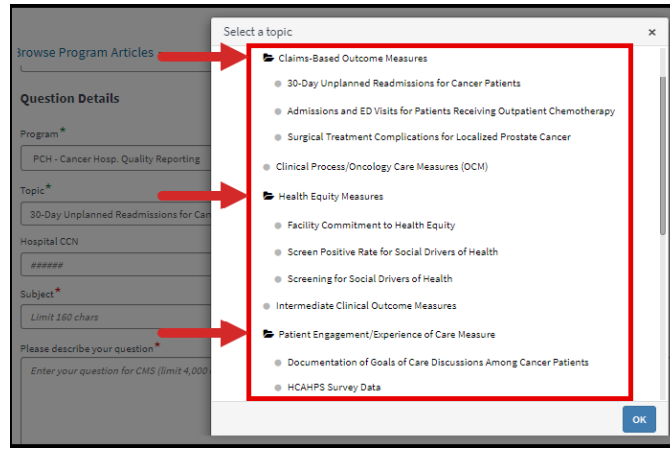 Browse Program Articles
Question Details
Program*
PCH - Cancer Hosp. Quality Reporting
Topic*
30-Day Unplanned Readmissions for Can
Hospital CCN
######
Subject*
Limit 160 chars
Please describe your question*
Enter your question for CMS (limit 4,000
Select a topic
×
Claims-Based Outcome Measures
30-Day Unplanned Readmissions for Cancer Patients
Admissions and ED Visits for Patients Receiving Outpatient Chemotherapy
Surgical Treatment Complications for Localized Prostate Cancer
Clinical Process/Oncology Care Measures (OCM)
Health Equity Measures
Facility Commitment to Health Equity
Screen Positive Rate for Social Drivers of Health
Screening for Social Drivers of Health
Intermediate Clinical Outcome Measures
Patient Engagement/Experience of Care Measure
Documentation of Goals of Care Discussions Among Cancer Patients
HCAHPS Survey Data
OK